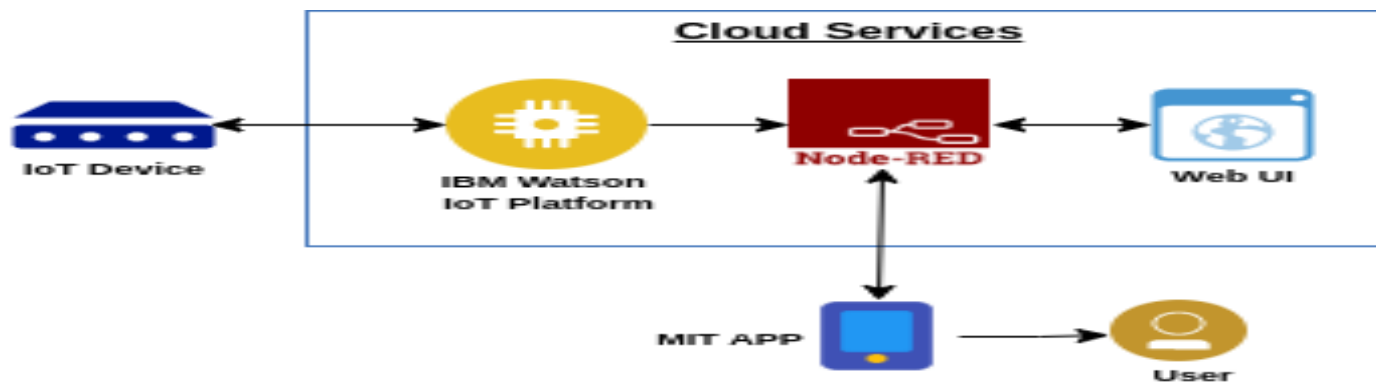 Cloud Services
IoT Device
IBM Watson
IoT Platform
Node-RED
Web UI
MIT APP
User